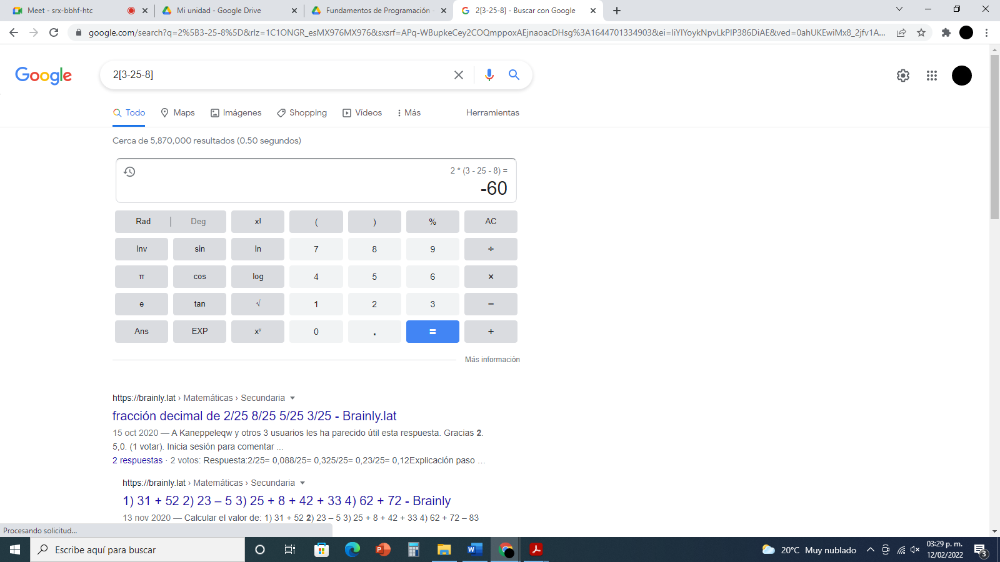 Meet - srx-bbhf-htc
Mi unidad - Google Drive
Fundamentos de Programación -
2[3-25-8] - Buscar con Google
google.com/search?q=2%5B3-25-8%5D&rlz=1C1ONGR_esMX976MX976&sxsrf=APq-WBupkeCey2COQmppoxAEjnaoacDHsg%3A1644701334903&ei=liYIYoykNpvLkPIP386DiAE&ved=0ahUKEwiMx8_2jfv1A...
Google
2[3-25-8]
Todo
Maps
Imágenes
Shopping
Vídeos
Más
Herramientas
Cerca de 5,870,000 resultados (0.50 segundos)
2 * (3 - 25 - 8) =
-60
Rad | Deg x! ( ) % AC
Inv sin ln 7 8 9 ÷
π cos log 4 5 6 ×
e tan √ 1 2 3 −
Ans EXP xʸ 0 . = +
Más información
https://brainly.lat › Matemáticas › Secundaria
fracción decimal de 2/25 8/25 5/25 3/25 - Brainly.lat
15 oct 2020 — A Kaneppeleqw y otros 3 usuarios les ha parecido útil esta respuesta. Gracias 2.
5,0. (1 votar). Inicia sesión para comentar ...
2 respuestas · 2 votos: Respuesta:2/25= 0,088/25= 0,325/25= 0,23/25= 0,12Explicación paso ...
https://brainly.lat › Matemáticas › Secundaria
1) 31 + 52 2) 23 – 5 3) 25 + 8 + 42 + 33 4) 62 + 72 - Brainly
13 nov 2020 — Calcular el valor de: 1) 31 + 52 2) 23 – 5 3) 25 + 8 + 42 + 33 4) 62 + 72 – 83
Procesando solicitud...
Escribe aquí para buscar
20°C Muy nublado
03:29 p. m.
12/02/2022
3